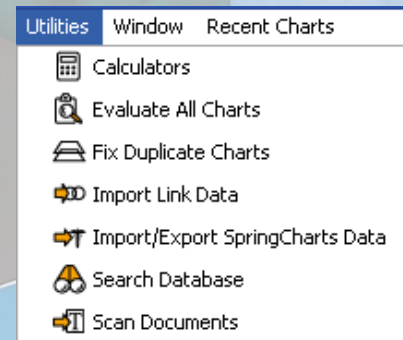 Utilities Window Recent Charts
Calculators
Evaluate All Charts
Fix Duplicate Charts
Import Link Data
Import/Export SpringCharts Data
Search Database
Scan Documents